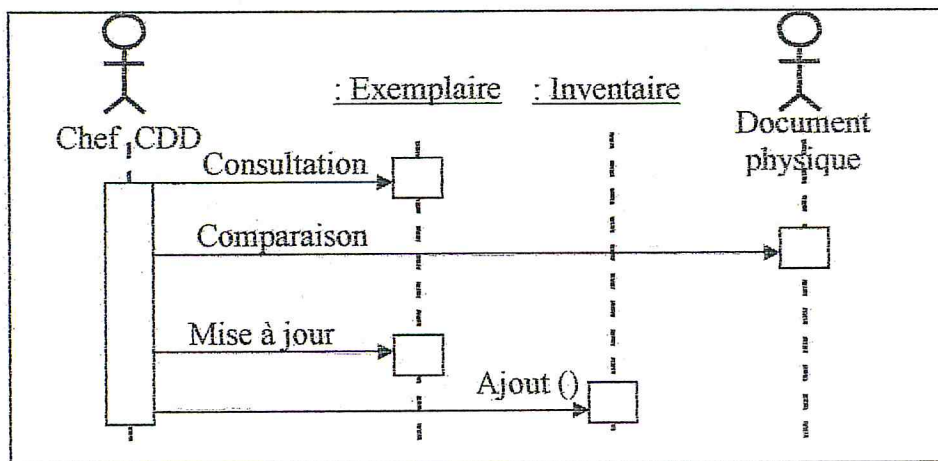 : Exemplaire
: Inventaire
Chef CDD
Document
physique
Consultation
Comparaison
Mise à jour
Ajout ()